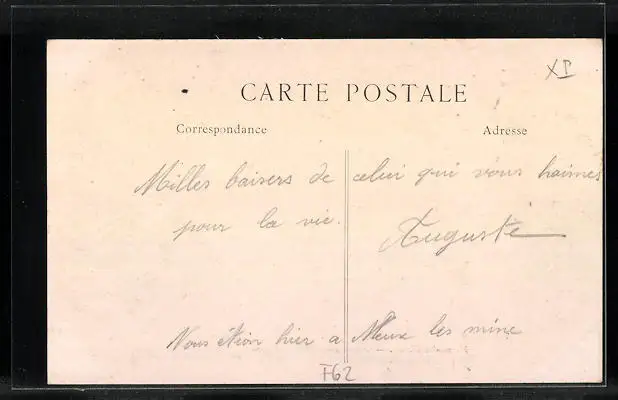 XI
CARTE POSTALE
Correspondance
Adresse
Milles baisers de celui qui vous haimes
pour la vie.
Auguste
Nous étion hier a Meux les mine
F62